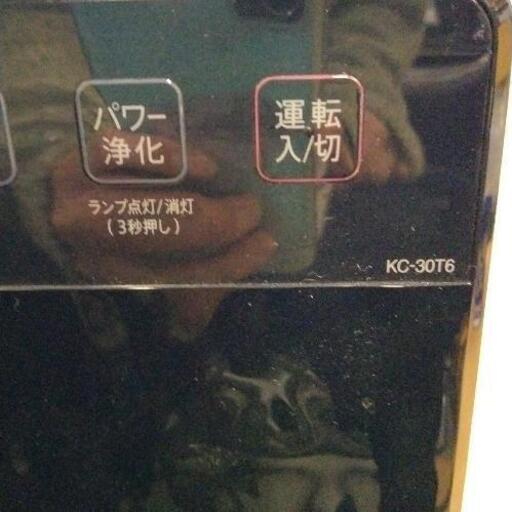 パワー
浄化
ランプ点灯/消灯
(3秒押し)
運転
入/切
KC-30T6